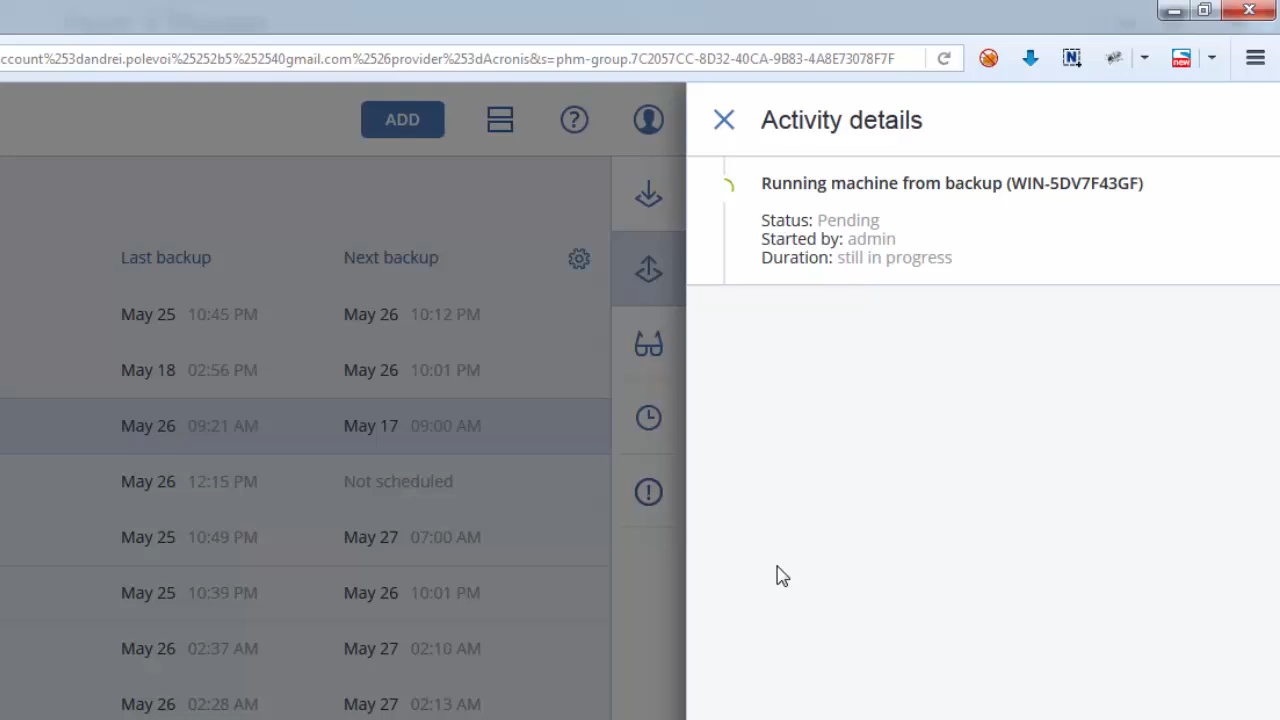 ccount%253dandrei.polevoi%25252b5%252540gmail.com%2526provider%253dAcronis&s=phm-group.7C2057CC-8D32-40CA-9B83-4A8E73078F7F
new
ADD
Activity details
Running machine from backup (WIN-5DV7F43GF)
Status: Pending
Started by: admin
Duration: still in progress
Last backup Next backup
May 25 10:45 PM May 26 10:12 PM
May 18 02:56 PM May 26 10:01 PM
May 26 09:21 AM May 17 09:00 AM
May 26 12:15 PM Not scheduled
May 25 10:49 PM May 27 07:00 AM
May 25 10:39 PM May 26 10:01 PM
May 26 02:37 AM May 27 02:10 AM
May 26 02:28 AM May 27 02:13 AM